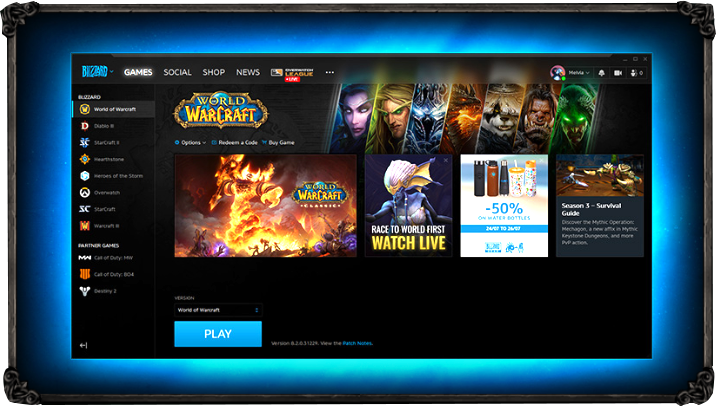 BLIZZARD
GAMES
SOCIAL
SHOP
NEWS
OVERWATCH
LEAGUE
LIVE
Melvia
0
BLIZZARD
World of Warcraft
Diablo III
StarCraft II
Hearthstone
Heroes of the Storm
Overwatch
StarCraft
Warcraft III
PARTNER GAMES
Call of Duty: MW
Call of Duty: BO4
Destiny 2
WORLD
OF
WARCRAFT
Options
Redeem a Code
Buy Game
WORLD
OF
WARCRAFT
CLASSIC
RACE TO WORLD FIRST
WATCH LIVE
-50%
ON WATER BOTTLES
24/07 TO 26/07
Season 3 – Survival
Guide
Discover the Mythic Operation:
Mechagon, a new affix in Mythic
Keystone Dungeons, and more
PvP action.
VERSION
World of Warcraft
PLAY
Version 8.2.0.31229. View the Patch Notes.